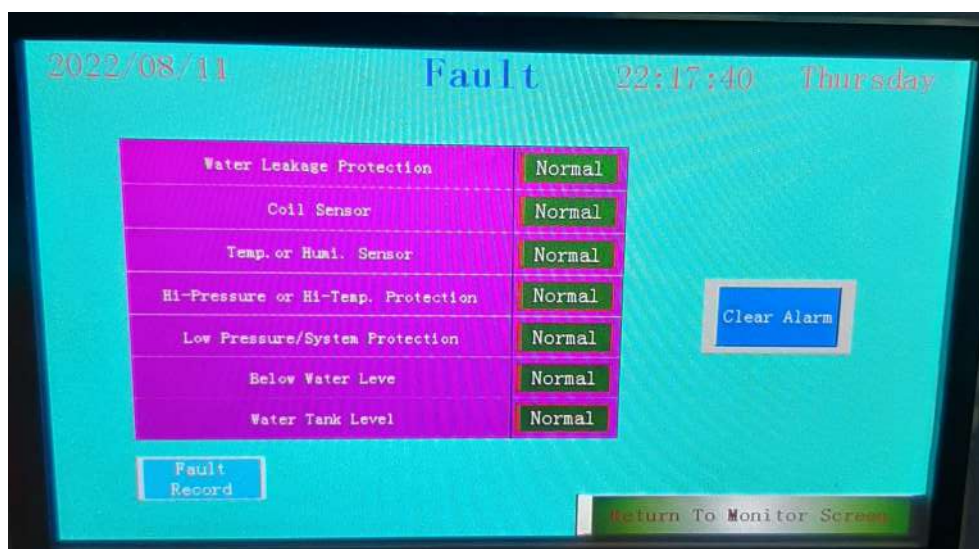 2022/08/11 Fault 22:17:40 Thursday
Water Leakage Protection Normal
Coil Sensor Normal
Temp.or Humi. Sensor Normal
Hi-Pressure or Hi-Temp. Protection Normal
Low Pressure/System Protection Normal
Below Water Leve Normal
Water Tank Level Normal
Clear Alarm
Fault
Record
Return To Monitor Screen